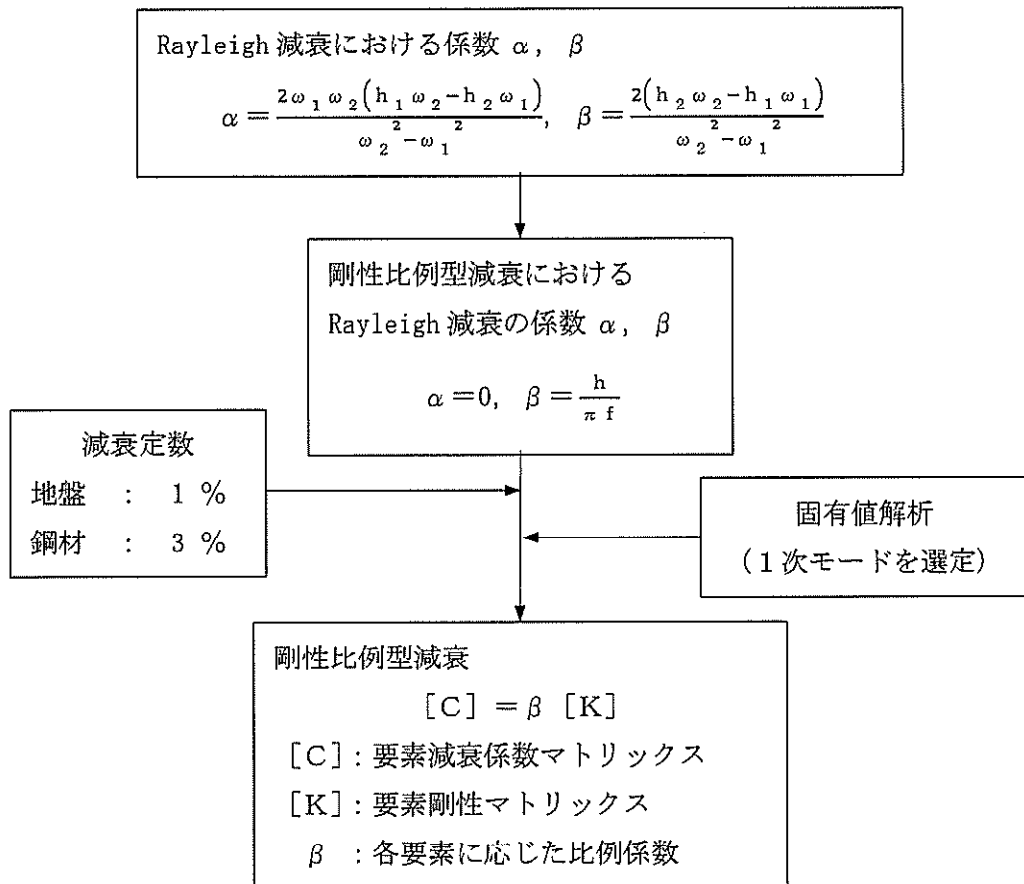 Rayleigh 減衰における係数 α, β
α＝2ω₁ω₂(h₁ω₂−h₂ω₁)/(ω₂²−ω₁²), β＝2(h₂ω₂−h₁ω₁)/(ω₂²−ω₁²)
剛性比例型減衰における
Rayleigh 減衰の係数 α, β
α＝0, β＝h/(π f)
減衰定数
地盤 : 1 %
鋼材 : 3 %
固有値解析
(１次モードを選定)
剛性比例型減衰
[C]＝β [K]
[C]：要素減衰係数マトリックス
[K]：要素剛性マトリックス
β ：各要素に応じた比例係数